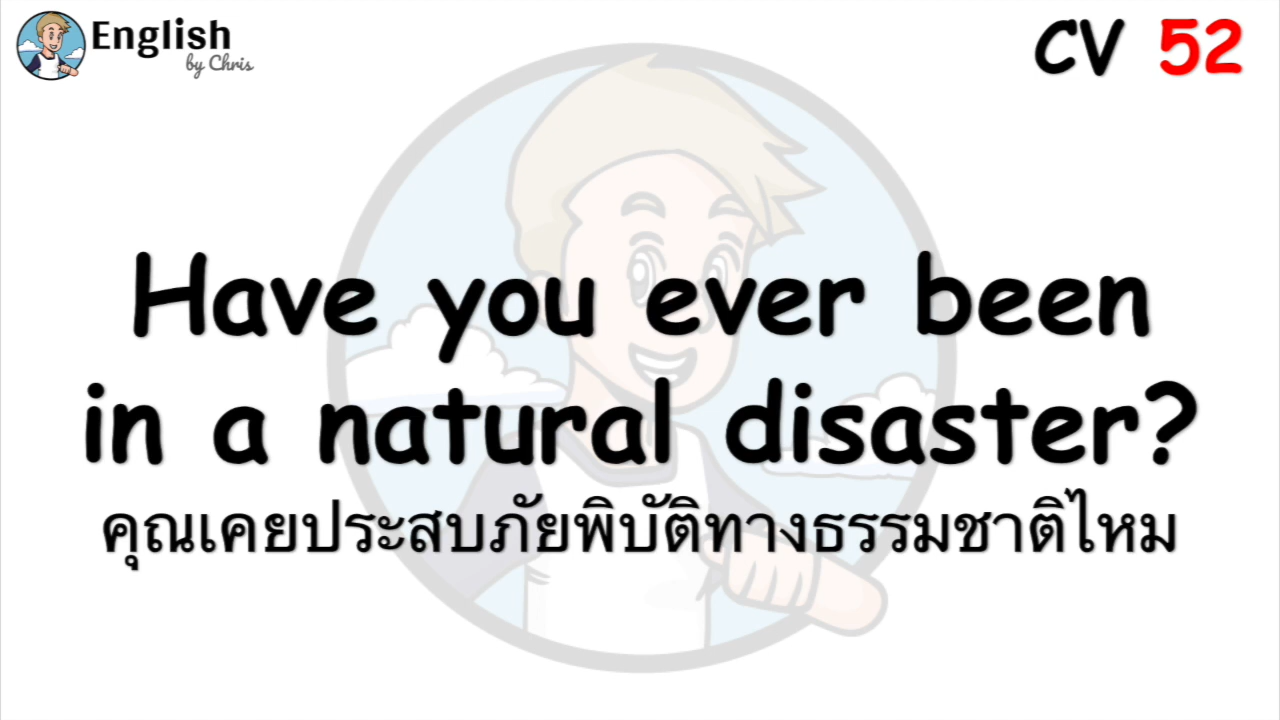 English
by Chris
CV 52
Have you ever been
in a natural disaster?
คุณเคยประสบภัยพิบัติทางธรรมชาติไหม